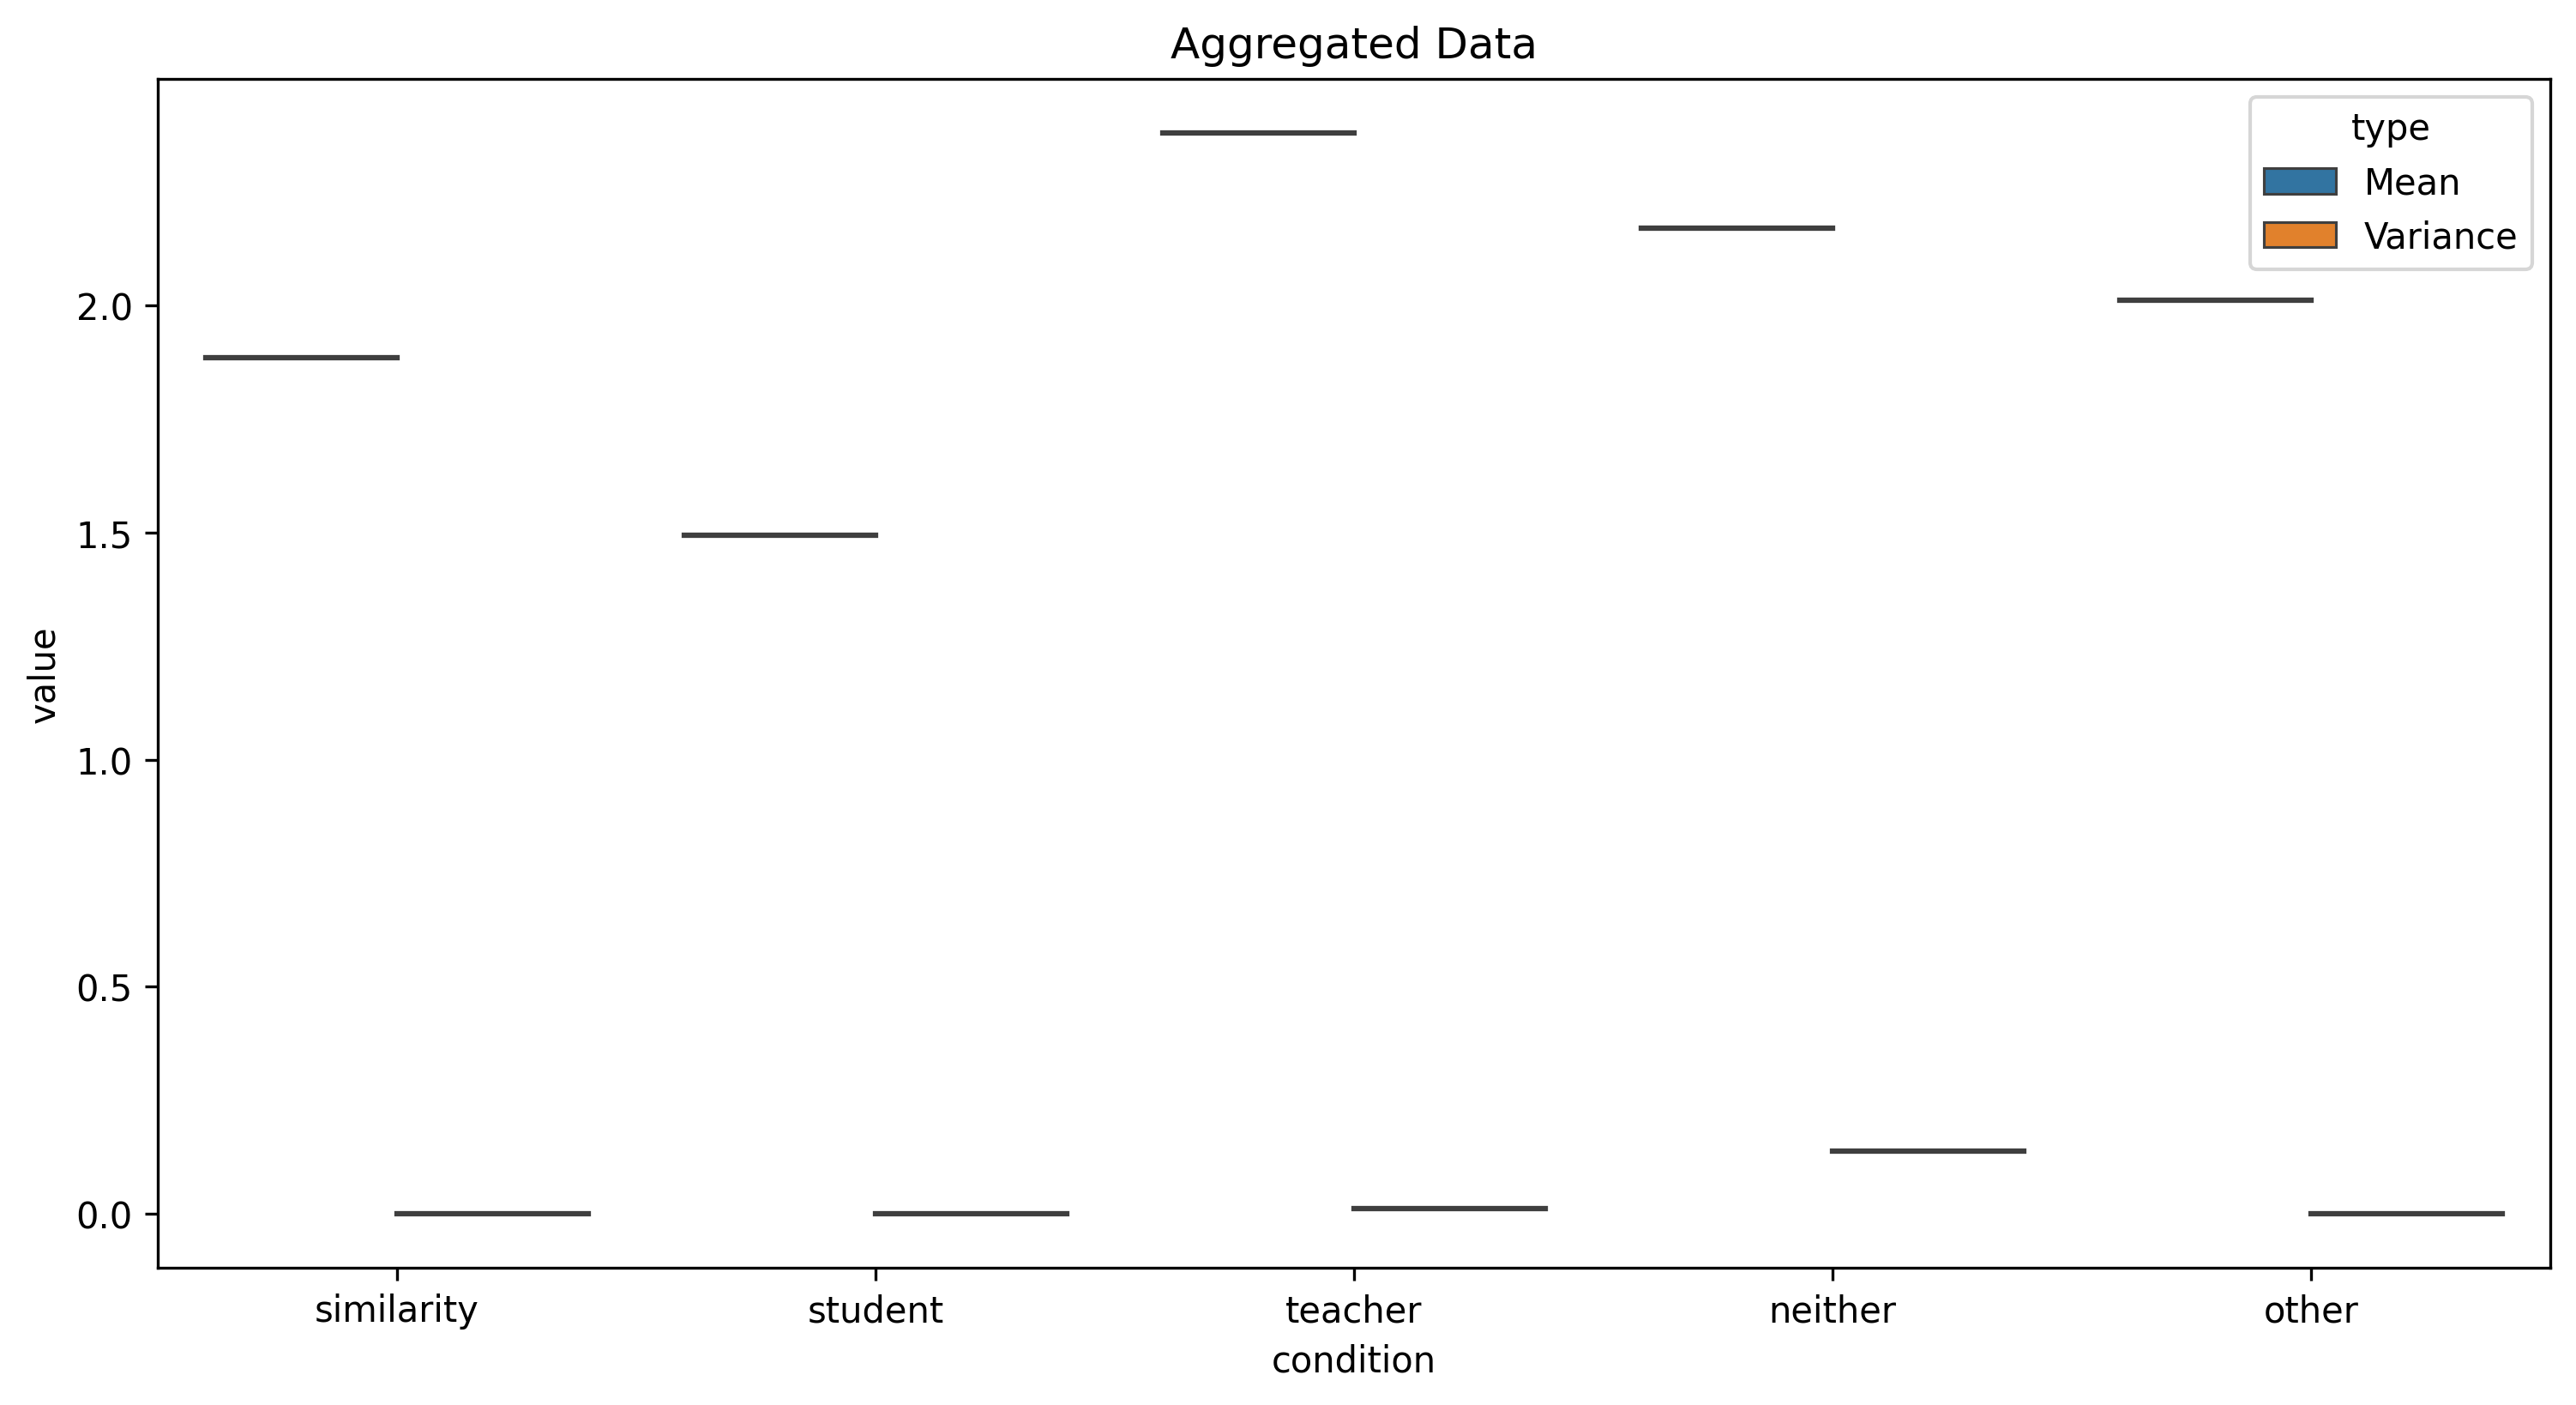 Aggregated Data
type
Mean
Variance
value
2.0
1.5
1.0
0.5
0.0
similarity student teacher neither other
condition